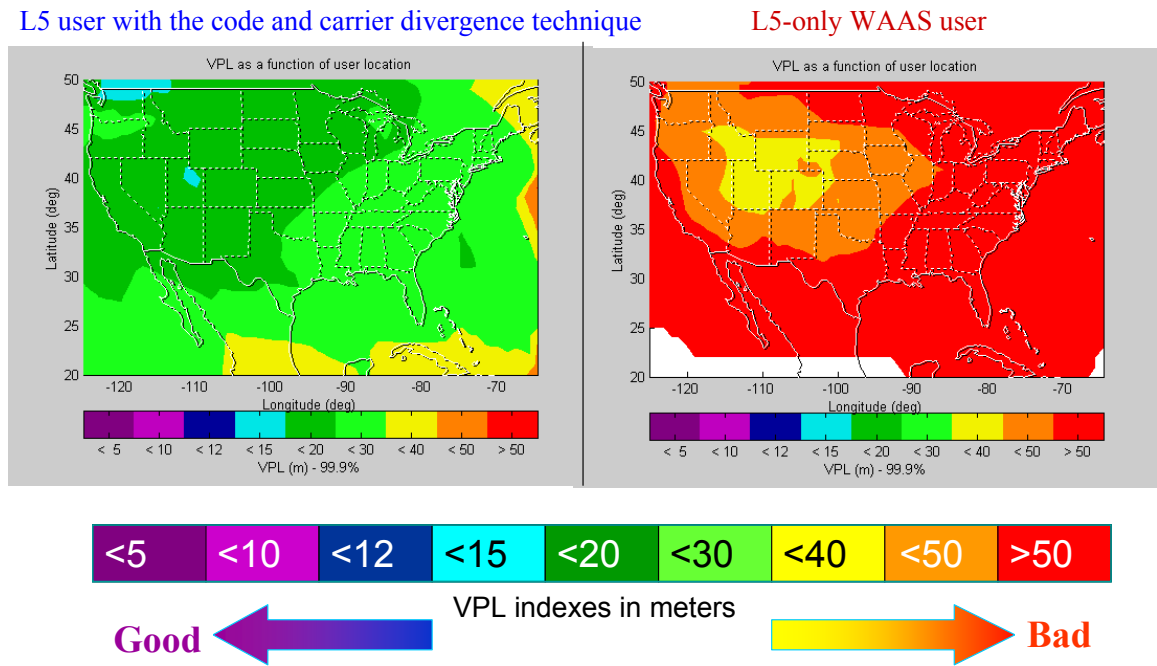 L5 user with the code and carrier divergence technique
L5-only WAAS user
VPL as a function of user location
50
45
40
35
30
25
20
Latitude (deg)
-120 -110 -100 -90 -80 -70
Longitude (deg)
< 5 < 10 < 12 < 15 < 20 < 30 < 40 < 50 > 50
VPL (m) - 99.9%
VPL as a function of user location
50
45
40
35
30
25
20
Latitude (deg)
-120 -110 -100 -90 -80 -70
Longitude (deg)
< 5 < 10 < 12 < 15 < 20 < 30 < 40 < 50 > 50
VPL (m) - 99.9%
<5 <10 <12 <15 <20 <30 <40 <50 >50
VPL indexes in meters
Good
Bad